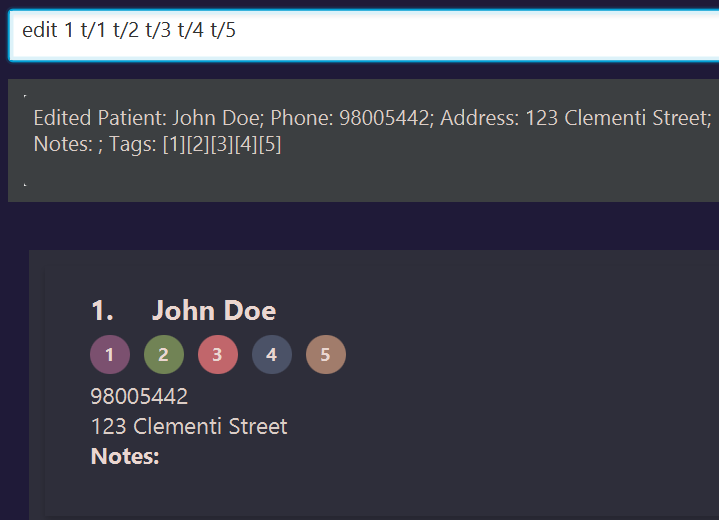 edit 1 t/1 t/2 t/3 t/4 t/5
Edited Patient: John Doe; Phone: 98005442; Address: 123 Clementi Street;
Notes: ; Tags: [1][2][3][4][5]
1. John Doe
1 2 3 4 5
98005442
123 Clementi Street
Notes: